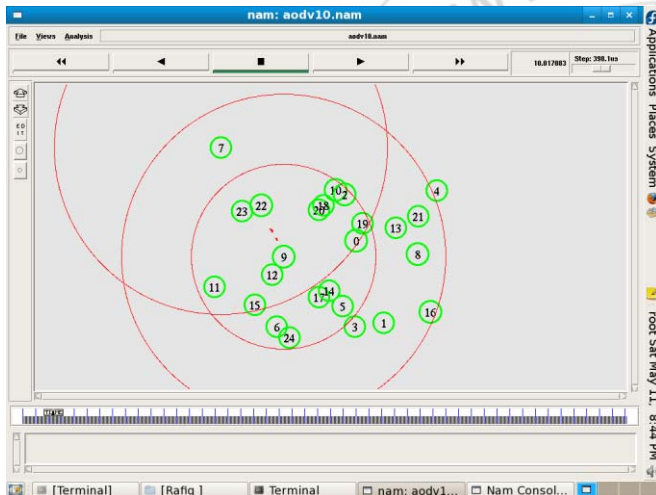 nam: aodv10.nam
File Views Analysis aodv10.nam
10.017083 Step: 398.1us
E D
I T
7
10 2 4
23 22 20 18 21
19 13
0
9 8
12
11 14
15 17 5 16
6 3 1
24
TIME
[Terminal] [Rafiq ] Terminal nam: aodv1... Nam Consol...
Applications Places System
root Sat May 11, 8:44 PM